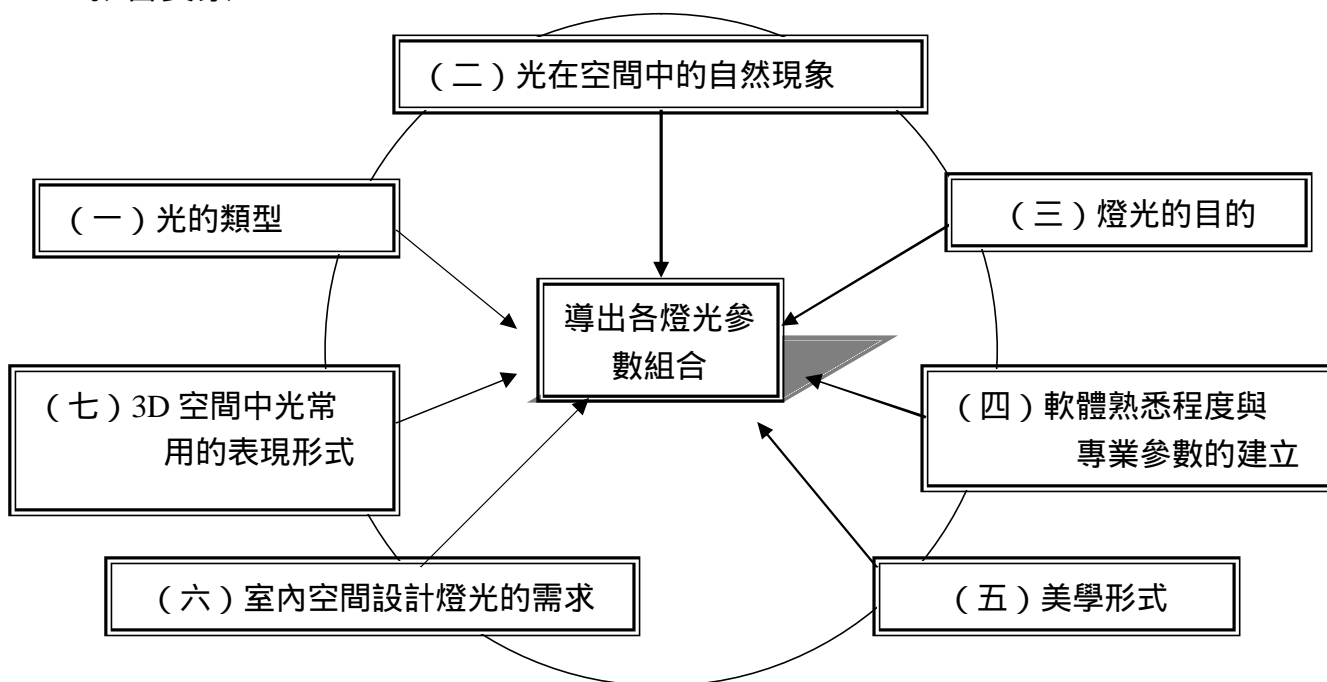 （二）光在空間中的自然現象
（一）光的類型
（三）燈光的目的
導出各燈光參
數組合
（七）3D 空間中光常
用的表現形式
（四）軟體熟悉程度與
專業參數的建立
（六）室內空間設計燈光的需求
（五）美學形式